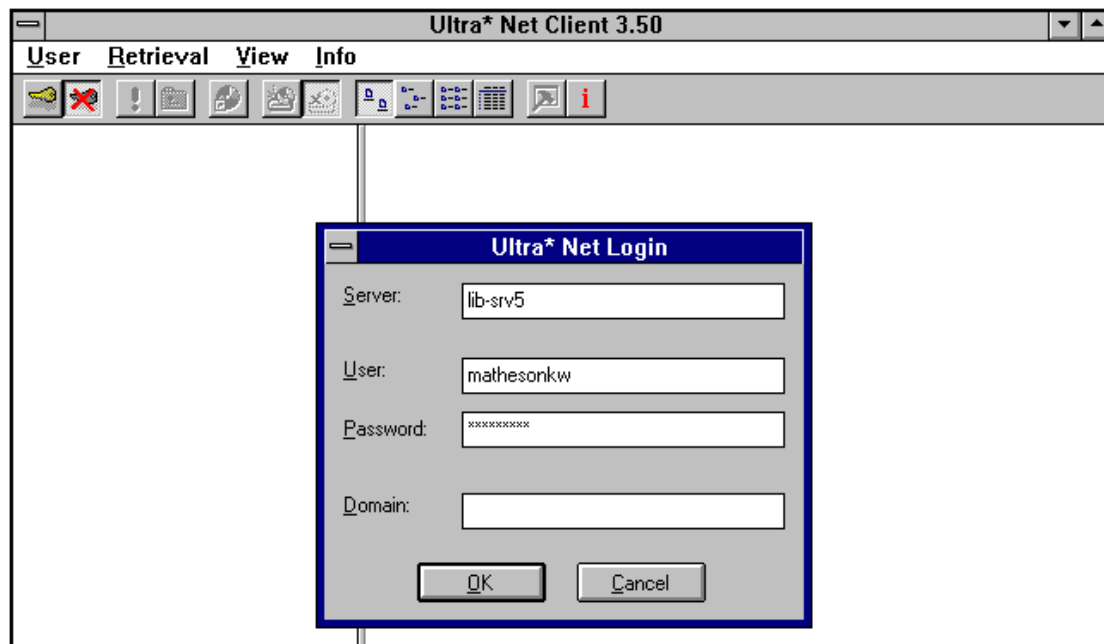 Ultra* Net Client 3.50
User Retrieval View Info
Ultra* Net Login
Server: lib-srv5
User: mathesonkw
Password: *********
Domain:
OK Cancel